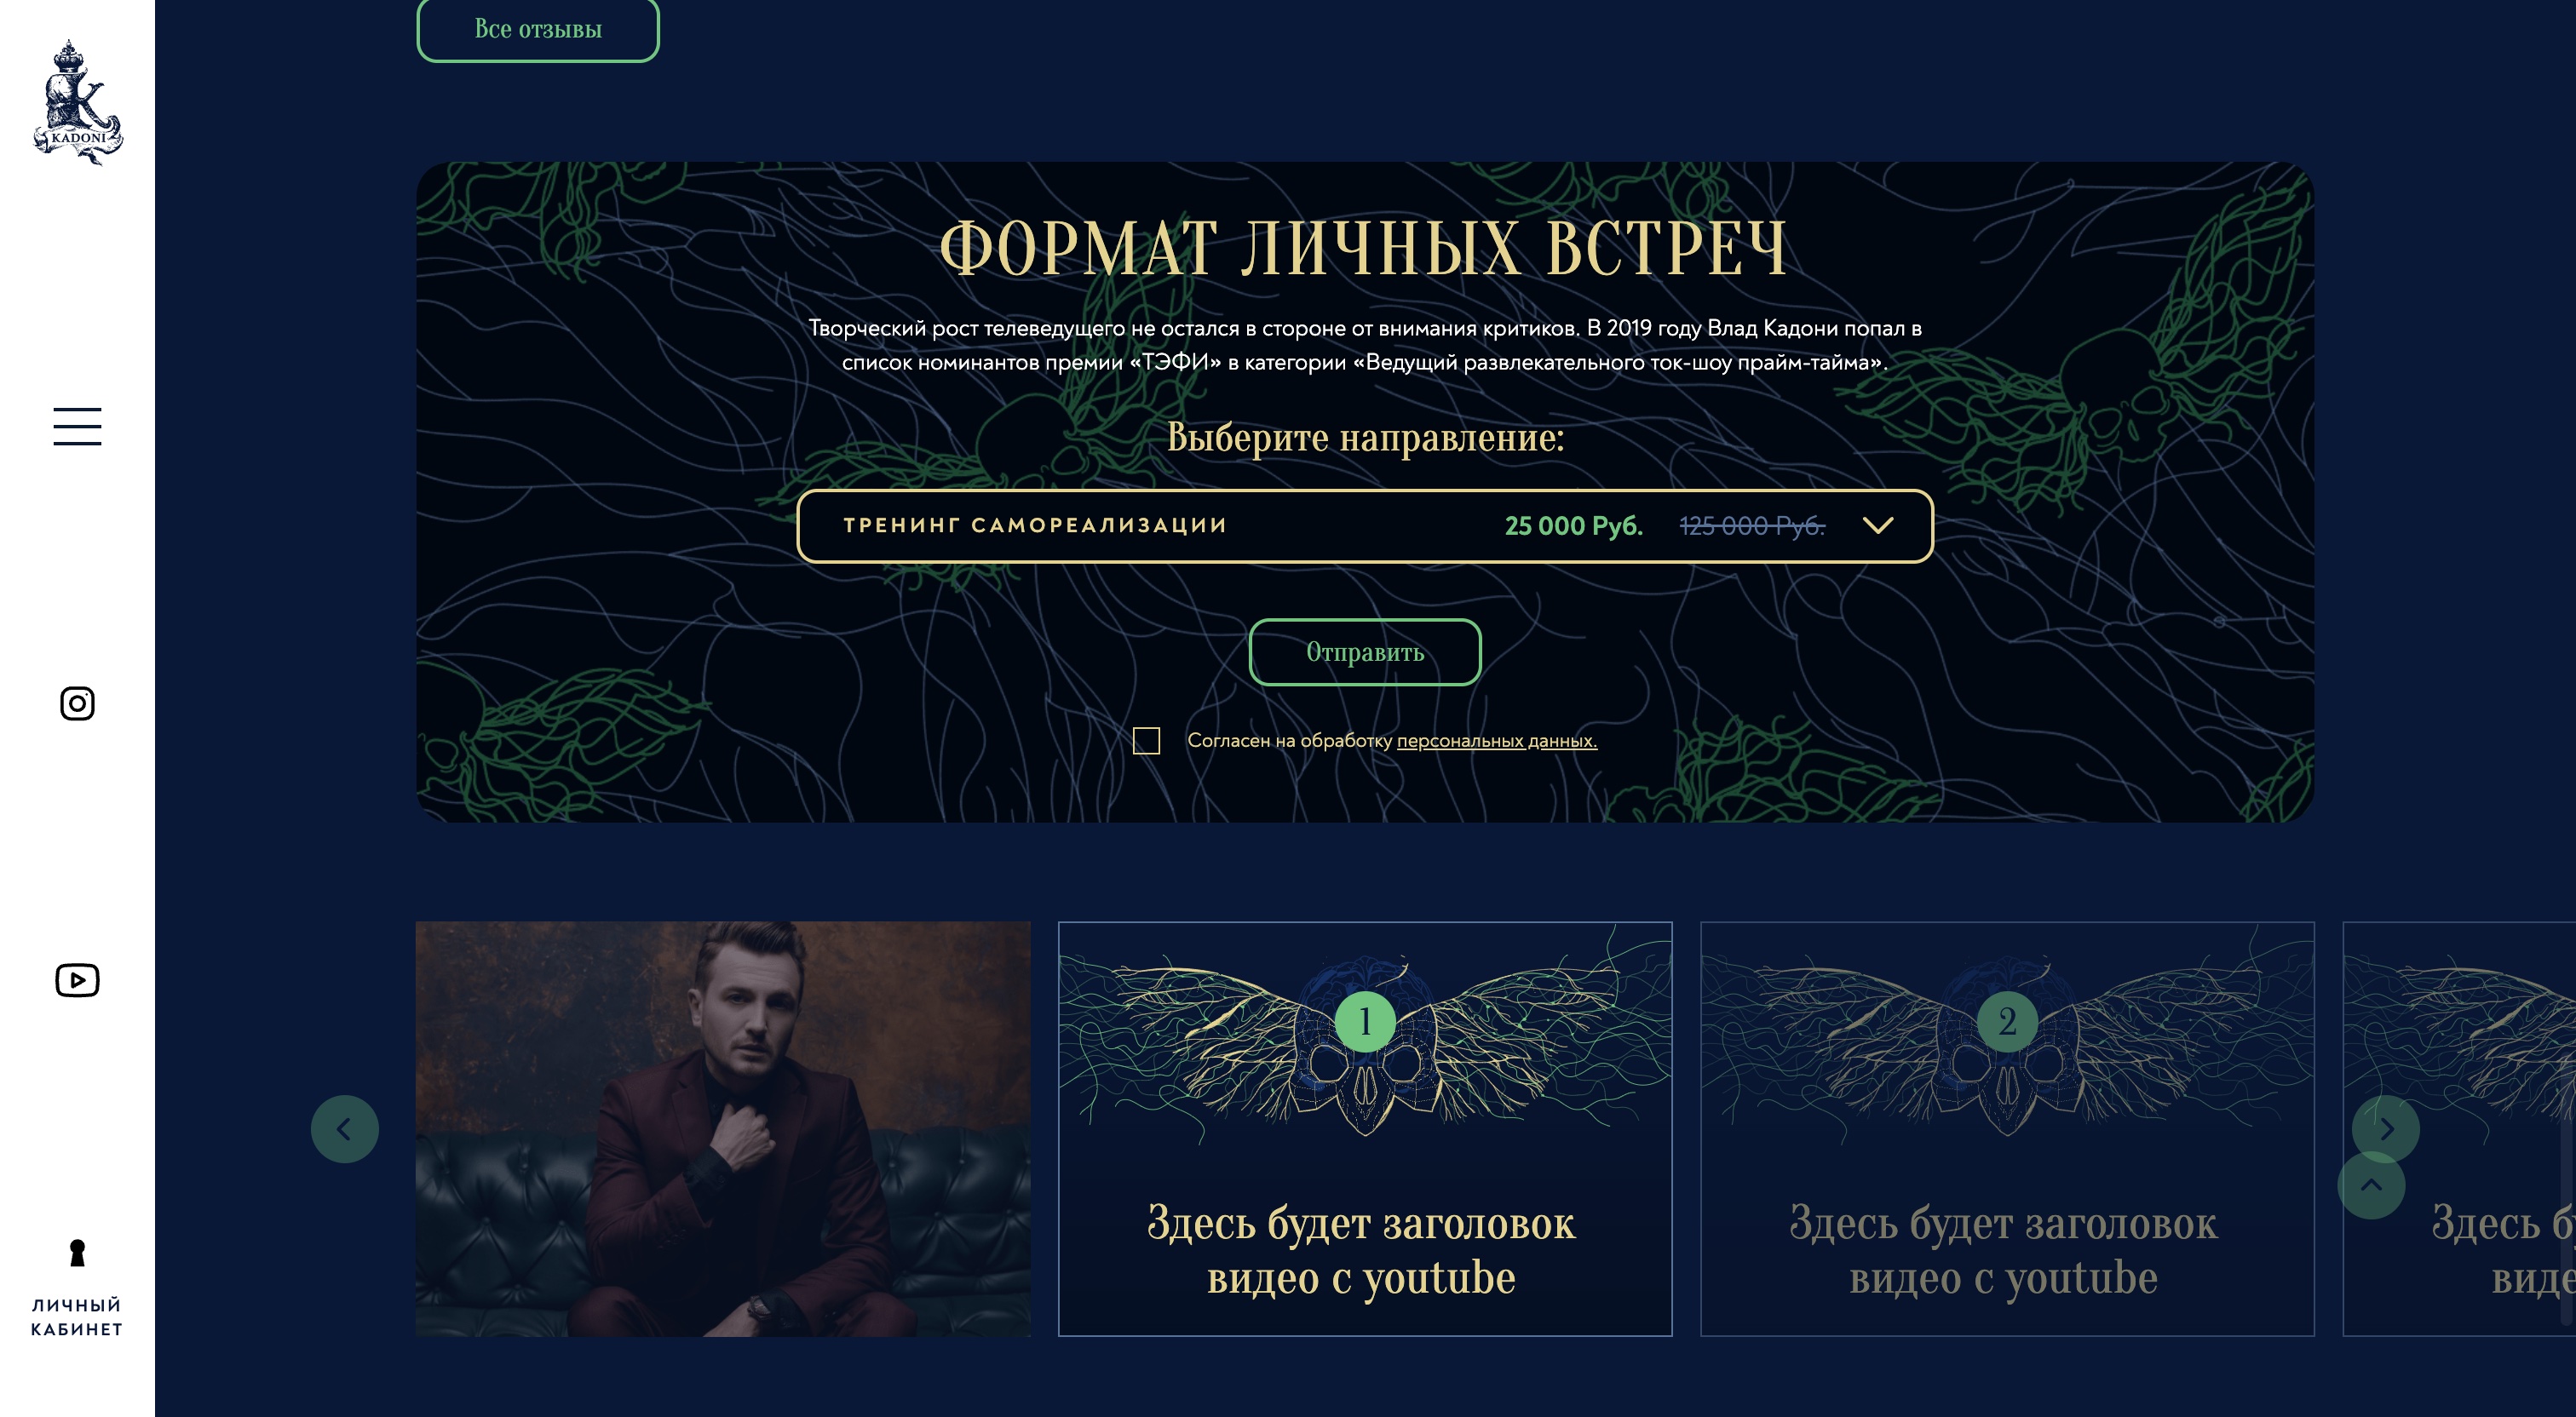 Все отзывы
KADONI
ФОРМАТ ЛИЧНЫХ ВСТРЕЧ
Творческий рост телеведущего не остался в стороне от внимания критиков. В 2019 году Влад Кадони попал в
список номинантов премии «ТЭФИ» в категории «Ведущий развлекательного ток-шоу прайм-тайма».
Выберите направление:
ТРЕНИНГ САМОРЕАЛИЗАЦИИ 25 000 Руб. 125 000 Руб.
Отправить
Согласен на обработку персональных данных.
1
2
Здесь будет заголовок
видео с youtube
Здесь будет заголовок
видео с youtube
Здесь
ЛИЧНЫЙ
КАБИНЕТ